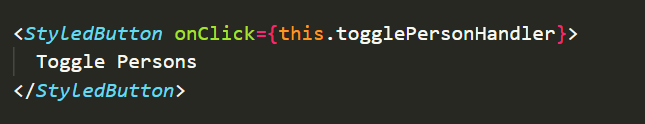 <StyledButton onClick={this.togglePersonHandler}>
Toggle Persons
</StyledButton>